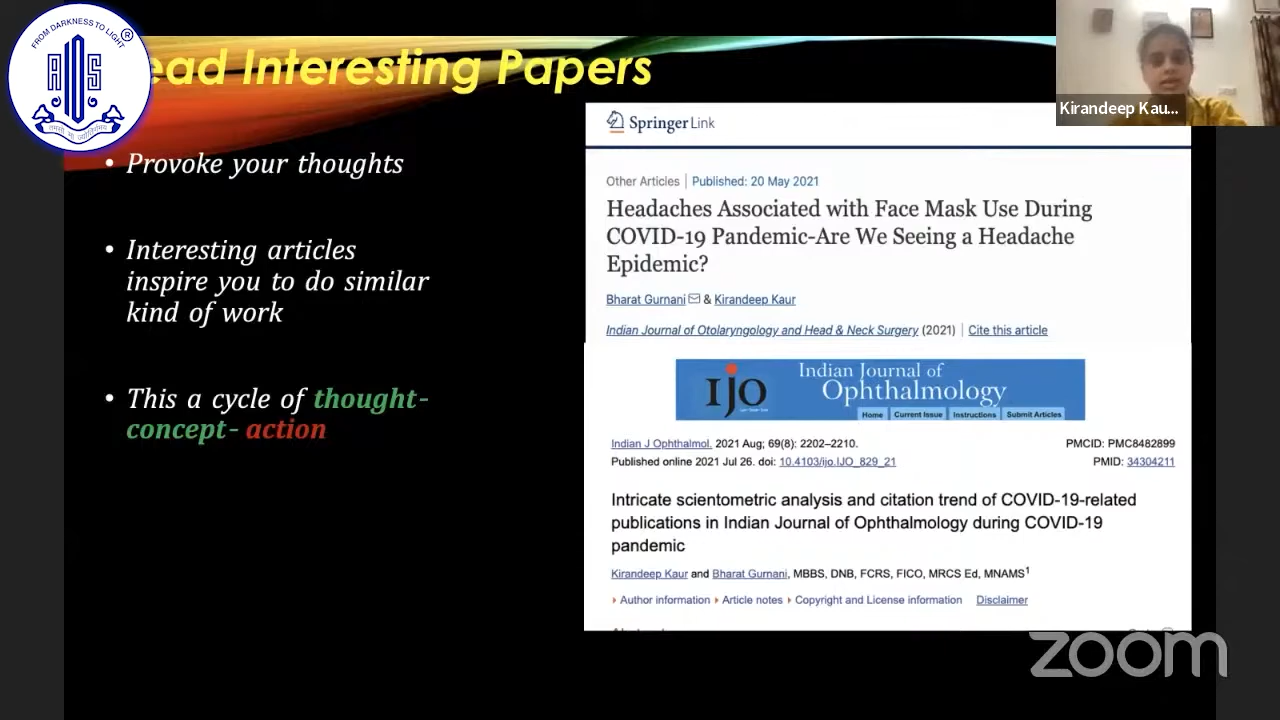 FROM DARKNESS TO LIGHT
®
AIOS
तमसो मा ज्योतिर्गमय
ead Interesting Papers
Kirandeep Kau...
• Provoke your thoughts
• Interesting articles
inspire you to do similar
kind of work
• This a cycle of thought-
concept- action
Springer Link
Other Articles | Published: 20 May 2021
Headaches Associated with Face Mask Use During
COVID-19 Pandemic-Are We Seeing a Headache
Epidemic?
Bharat Gurnani & Kirandeep Kaur
Indian Journal of Otolaryngology and Head & Neck Surgery (2021) | Cite this article
IJO Indian Journal of
Ophthalmology
Home Current Issue Instructions Submit Articles
Indian J Ophthalmol. 2021 Aug; 69(8): 2202–2210. PMCID: PMC8482899
Published online 2021 Jul 26. doi: 10.4103/ijo.IJO_829_21 PMID: 34304211
Intricate scientometric analysis and citation trend of COVID-19-related
publications in Indian Journal of Ophthalmology during COVID-19
pandemic
Kirandeep Kaur and Bharat Gurnani, MBBS, DNB, FCRS, FICO, MRCS Ed, MNAMS1
Author information Article notes Copyright and License information Disclaimer
zoom